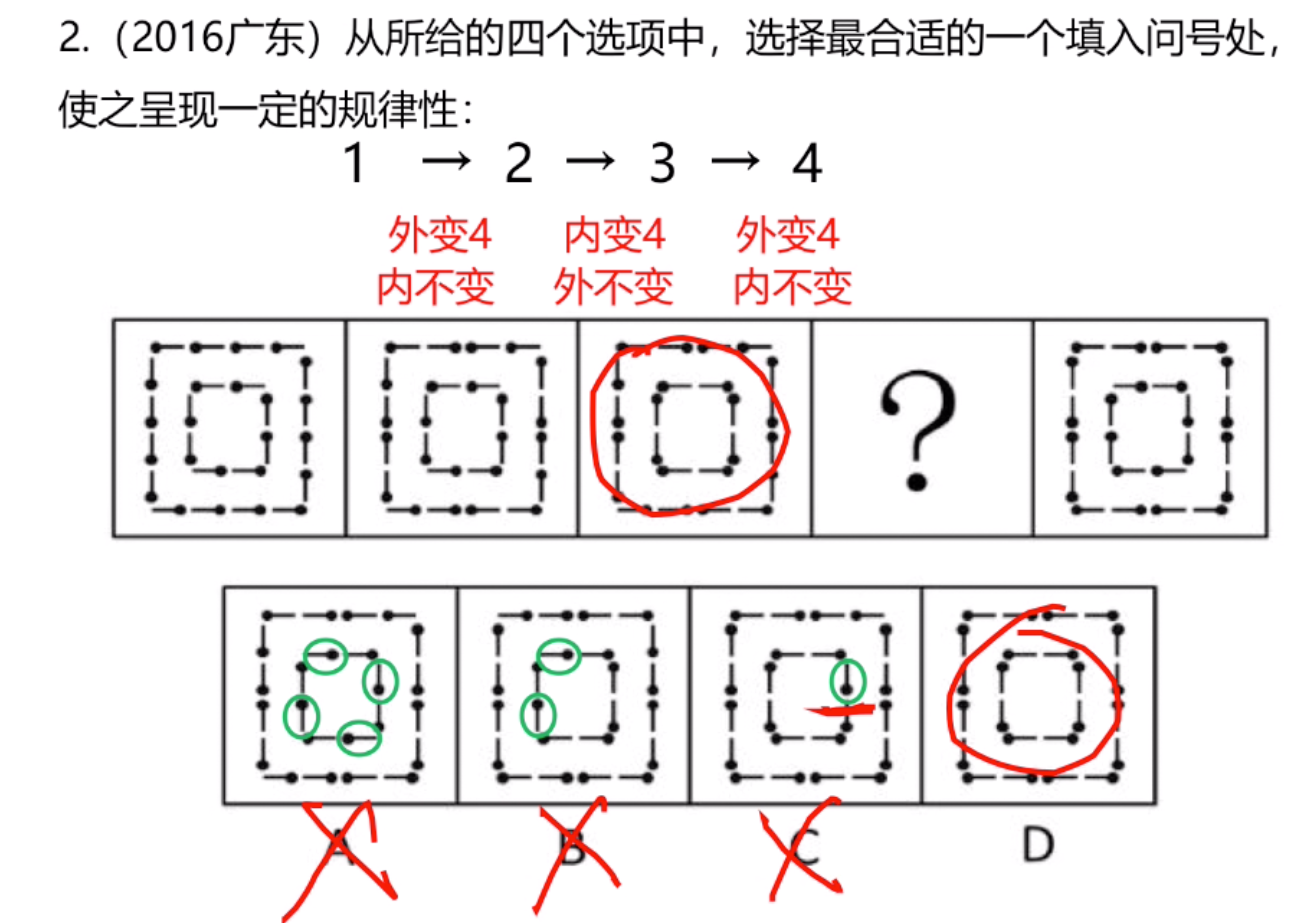 2.（2016广东）从所给的四个选项中，选择最合适的一个填入问号处，
使之呈现一定的规律性：
1 → 2 → 3 → 4
外变4 内变4 外变4
内不变 外不变 内不变
?
A B C D